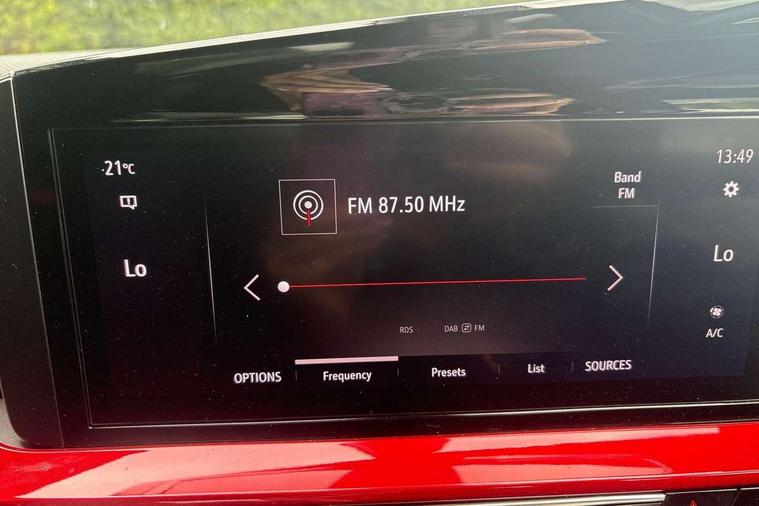 -21°C
13:49
Band
FM
FM 87.50 MHz
Lo
Lo
RDS
DAB FM
A/C
OPTIONS
Frequency
Presets
List
SOURCES